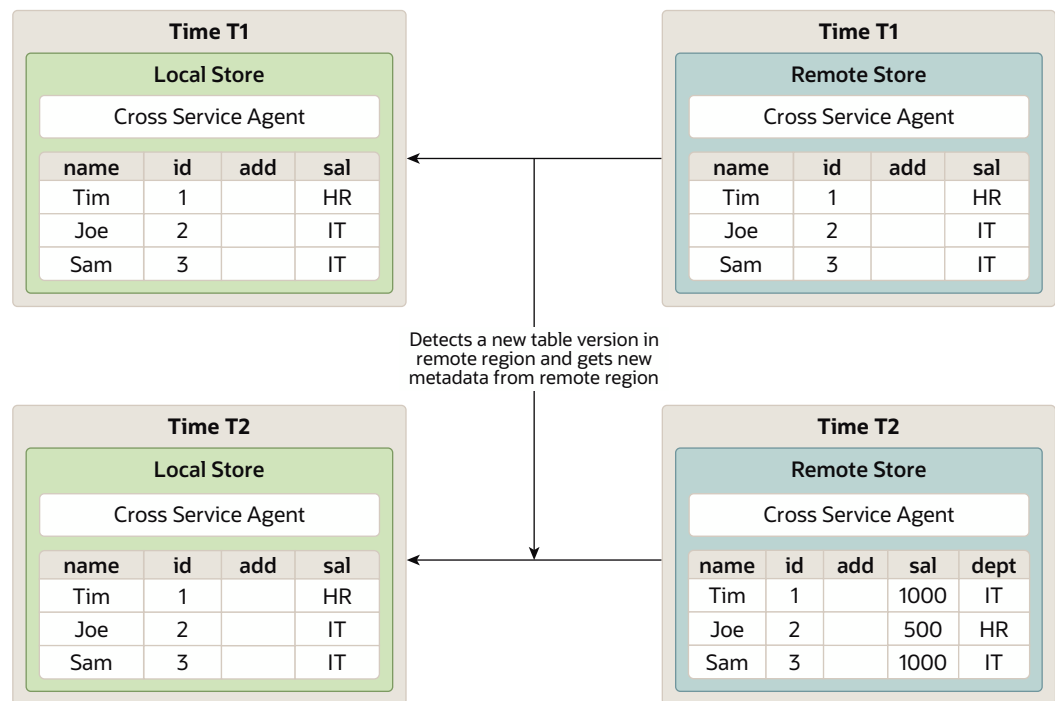 Time T1
Local Store
Cross Service Agent
name id add sal
Tim 1 HR
Joe 2 IT
Sam 3 IT
Time T1
Remote Store
Cross Service Agent
name id add sal
Tim 1 HR
Joe 2 IT
Sam 3 IT
Detects a new table version in
remote region and gets new
metadata from remote region
Time T2
Local Store
Cross Service Agent
name id add sal
Tim 1 HR
Joe 2 IT
Sam 3 IT
Time T2
Remote Store
Cross Service Agent
name id add sal dept
Tim 1 1000 IT
Joe 2 500 HR
Sam 3 1000 IT